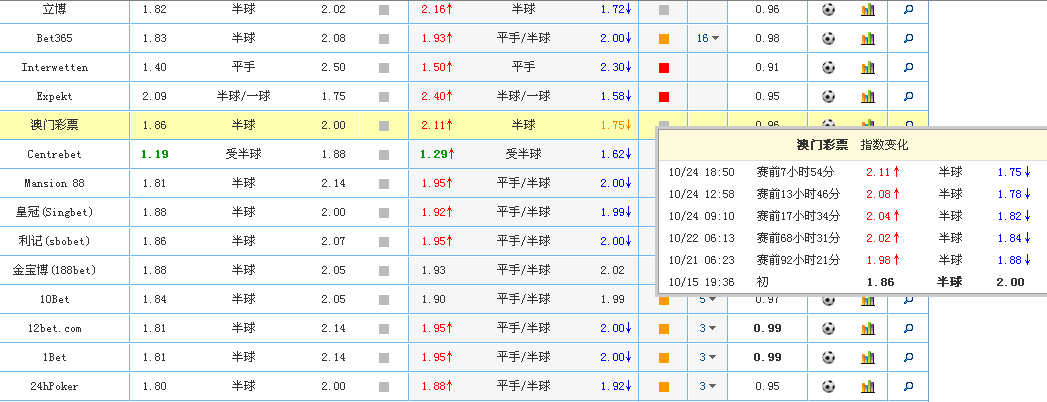 立博 1.82 半球 2.02 2.16↑ 半球 1.72↓ 0.96
Bet365 1.83 半球 2.08 1.93↑ 平手/半球 2.00↓ 16 0.98
Interwetten 1.40 平手 2.50 1.50↑ 平手 2.30↓ 0.91
Expekt 2.09 半球/一球 1.75 2.40↑ 半球/一球 1.58↓ 0.95
澳门彩票 1.86 半球 2.00 2.11↑ 半球 1.75↓ 0.96
Centrebet 1.19 受半球 1.88 1.29↑ 受半球 1.62↓
Mansion 88 1.81 半球 2.14 1.95↑ 平手/半球 2.00↓
皇冠(Singbet) 1.88 半球 2.00 1.92↑ 平手/半球 1.99↓
利记(sbobet) 1.86 半球 2.07 1.95↑ 平手/半球 2.00↓
金宝博(188bet) 1.88 半球 2.05 1.93 平手/半球 2.02
10Bet 1.84 半球 2.05 1.90 平手/半球 1.99 5 0.97
12bet.com 1.81 半球 2.14 1.95↑ 平手/半球 2.00↓ 3 0.99
1Bet 1.81 半球 2.14 1.95↑ 平手/半球 2.00↓ 3 0.99
24hPoker 1.80 半球 2.00 1.88↑ 平手/半球 1.92↓ 3 0.95
澳门彩票 指数变化
10/24 18:50 赛前7小时54分 2.11↑ 半球 1.75↓
10/24 12:58 赛前13小时46分 2.08↑ 半球 1.78↓
10/24 09:10 赛前17小时34分 2.04↑ 半球 1.82↓
10/22 06:13 赛前68小时31分 2.02↑ 半球 1.84↓
10/21 06:23 赛前92小时21分 1.98↑ 半球 1.88↓
10/15 19:36 初 1.86 半球 2.00